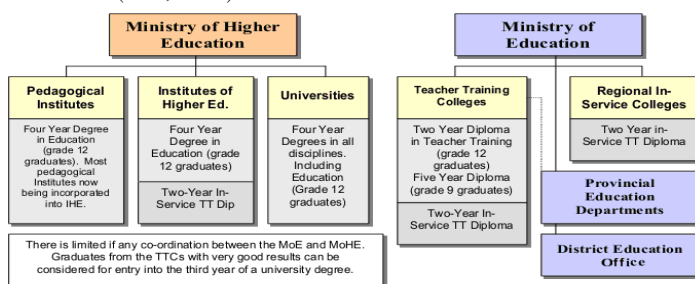 Ministry of Higher
Education
Ministry of
Education
Pedagogical
Institutes
Four Year Degree
in Education
(grade 12
graduates). Most
pedagogical
Institutes now
being incorporated
into IHE.
Institutes of
Higher Ed.
Four Year
Degree in
Education (grade
12 graduates)
Two-Year In-
Service TT Dip
Universities
Four Year
Degrees in all
disciplines.
Including
Education
(Grade 12
graduates)
Teacher Training
Colleges
Two Year Diploma
in Teacher Training
(grade 12
graduates)
Five Year Diploma
(grade 9 graduates)
Two-Year In-
Service TT Diploma
Regional In-
Service Colleges
Two Year in-
Service TT Diploma
Provincial
Education
Departments
District Education
Office
There is limited if any co-ordination between the MoE and MoHE.
Graduates from the TTCs with very good results can be
considered for entry into the third year of a university degree.